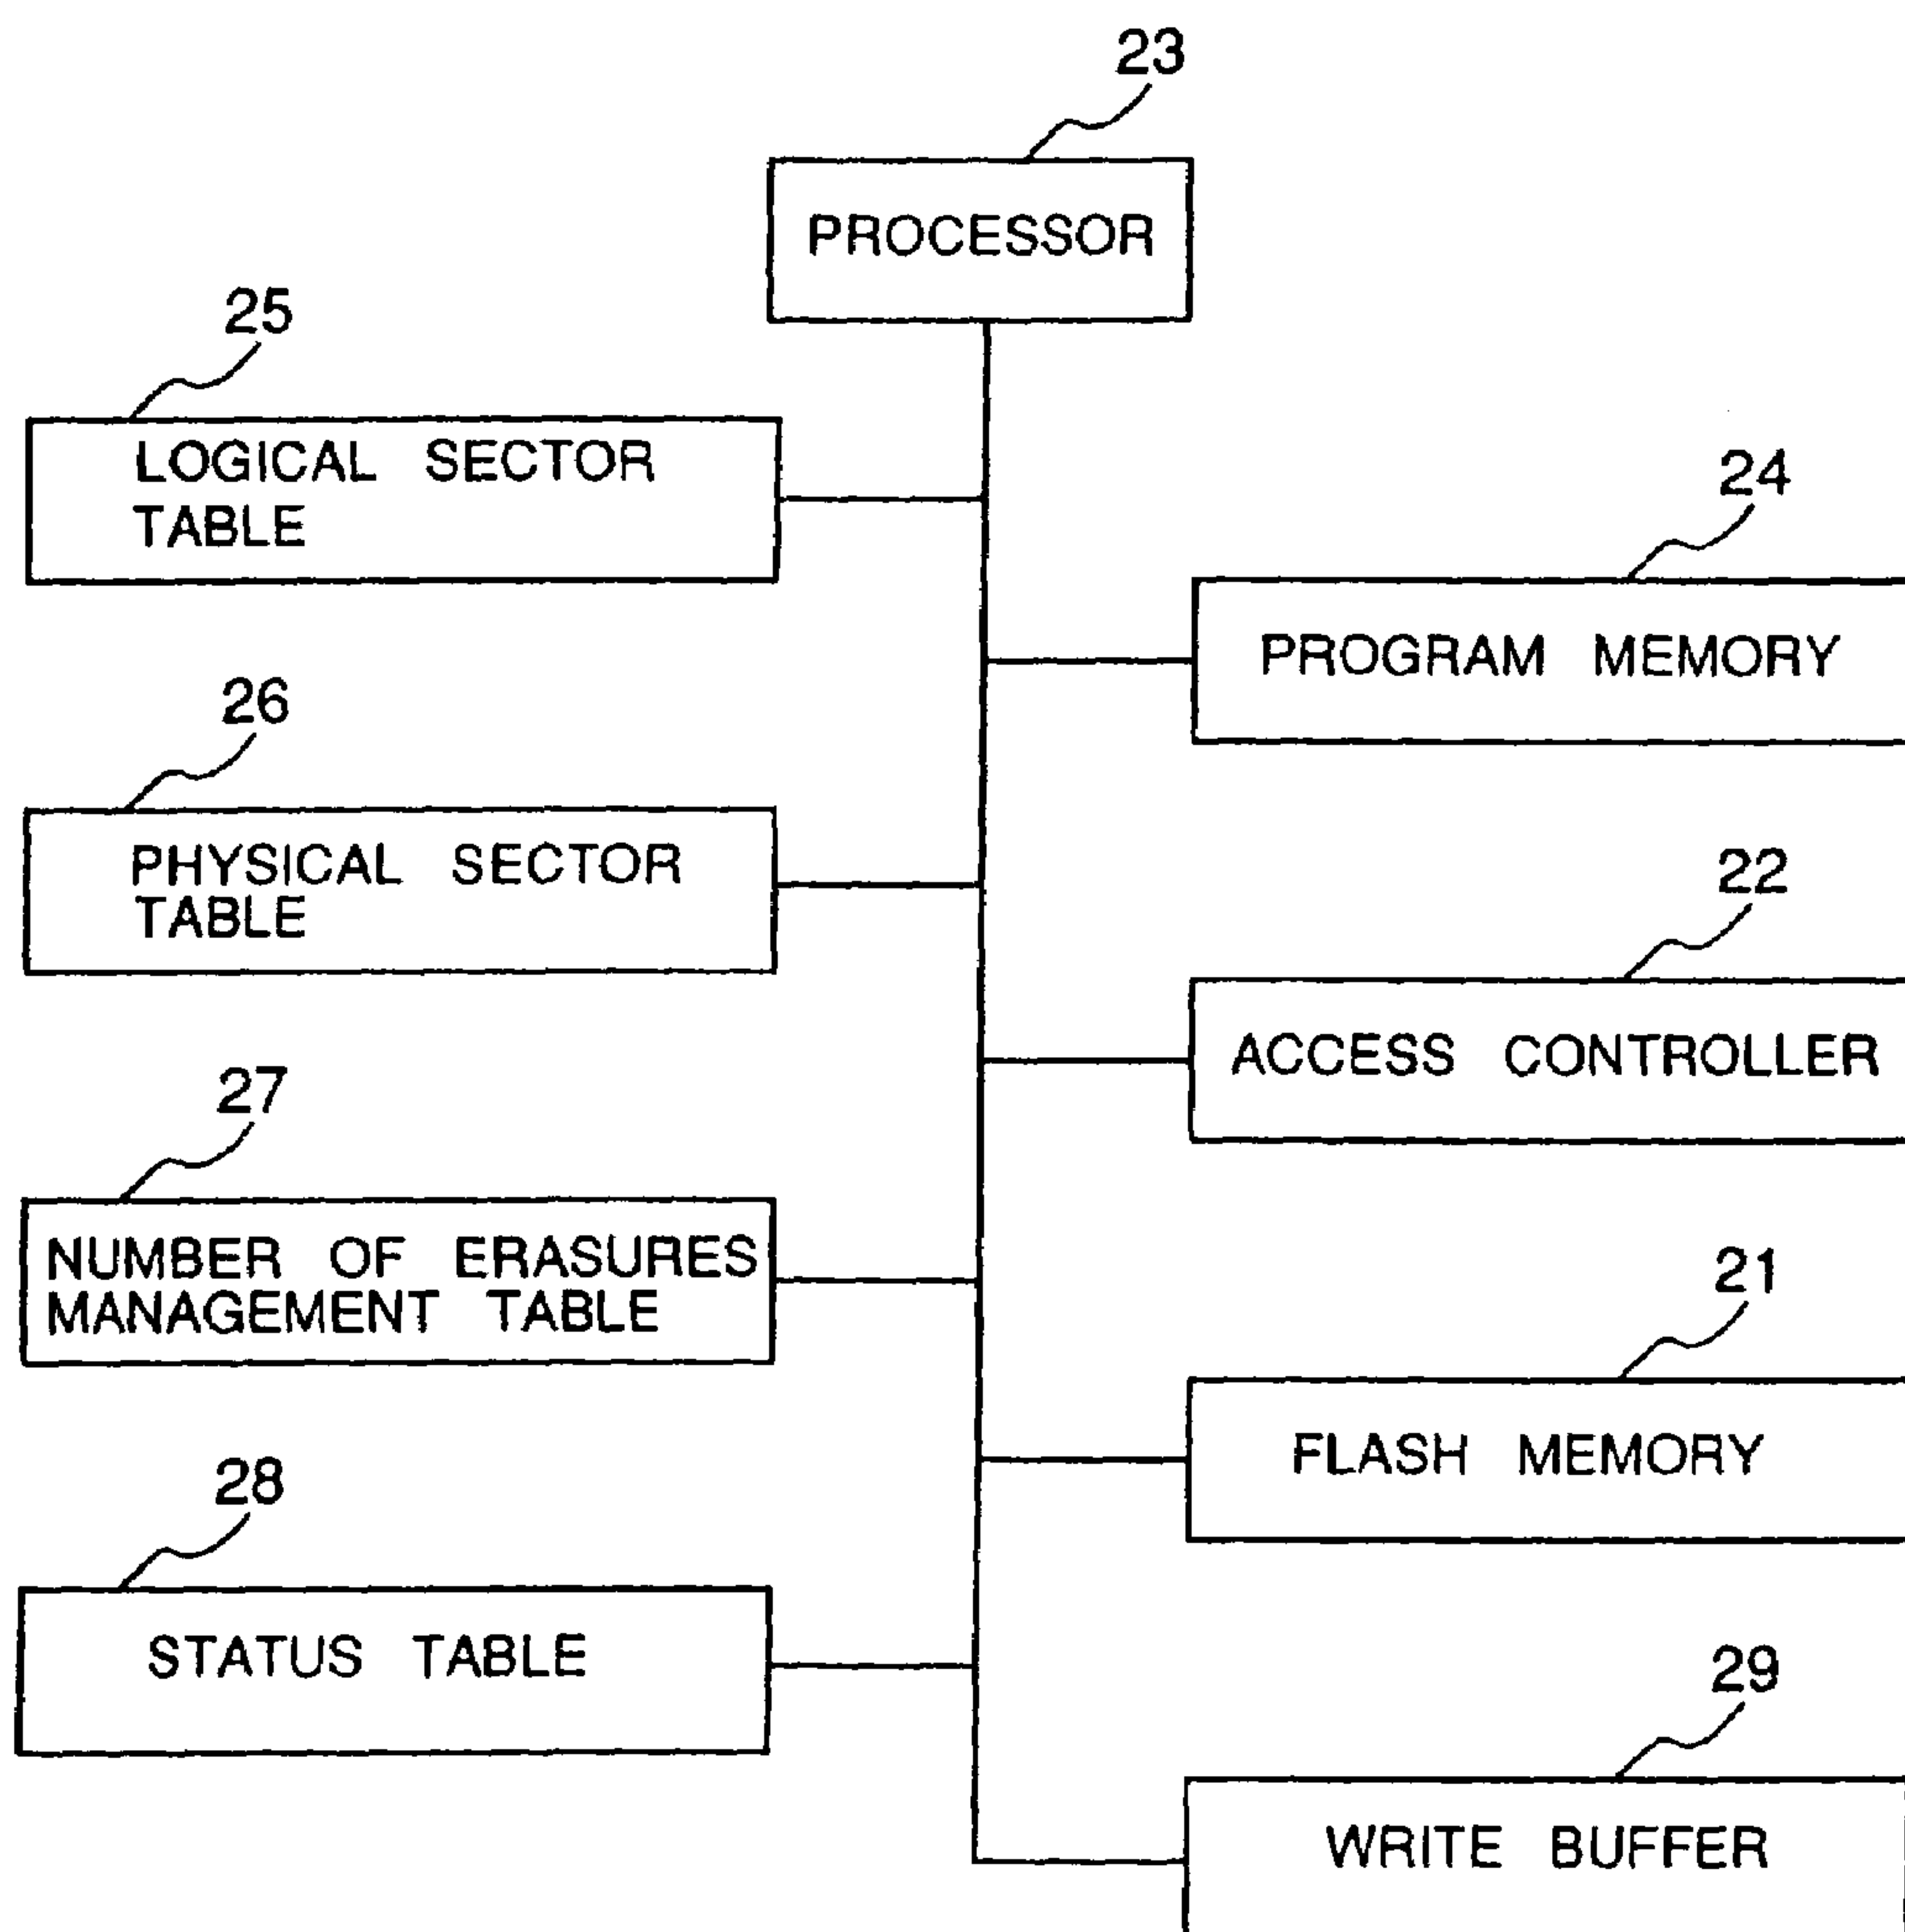 23
PROCESSOR
25
LOGICAL SECTOR
TABLE
24
PROGRAM MEMORY
26
PHYSICAL SECTOR
TABLE
22
ACCESS CONTROLLER
27
NUMBER OF ERASURES
MANAGEMENT TABLE
21
FLASH MEMORY
28
STATUS TABLE
29
WRITE BUFFER